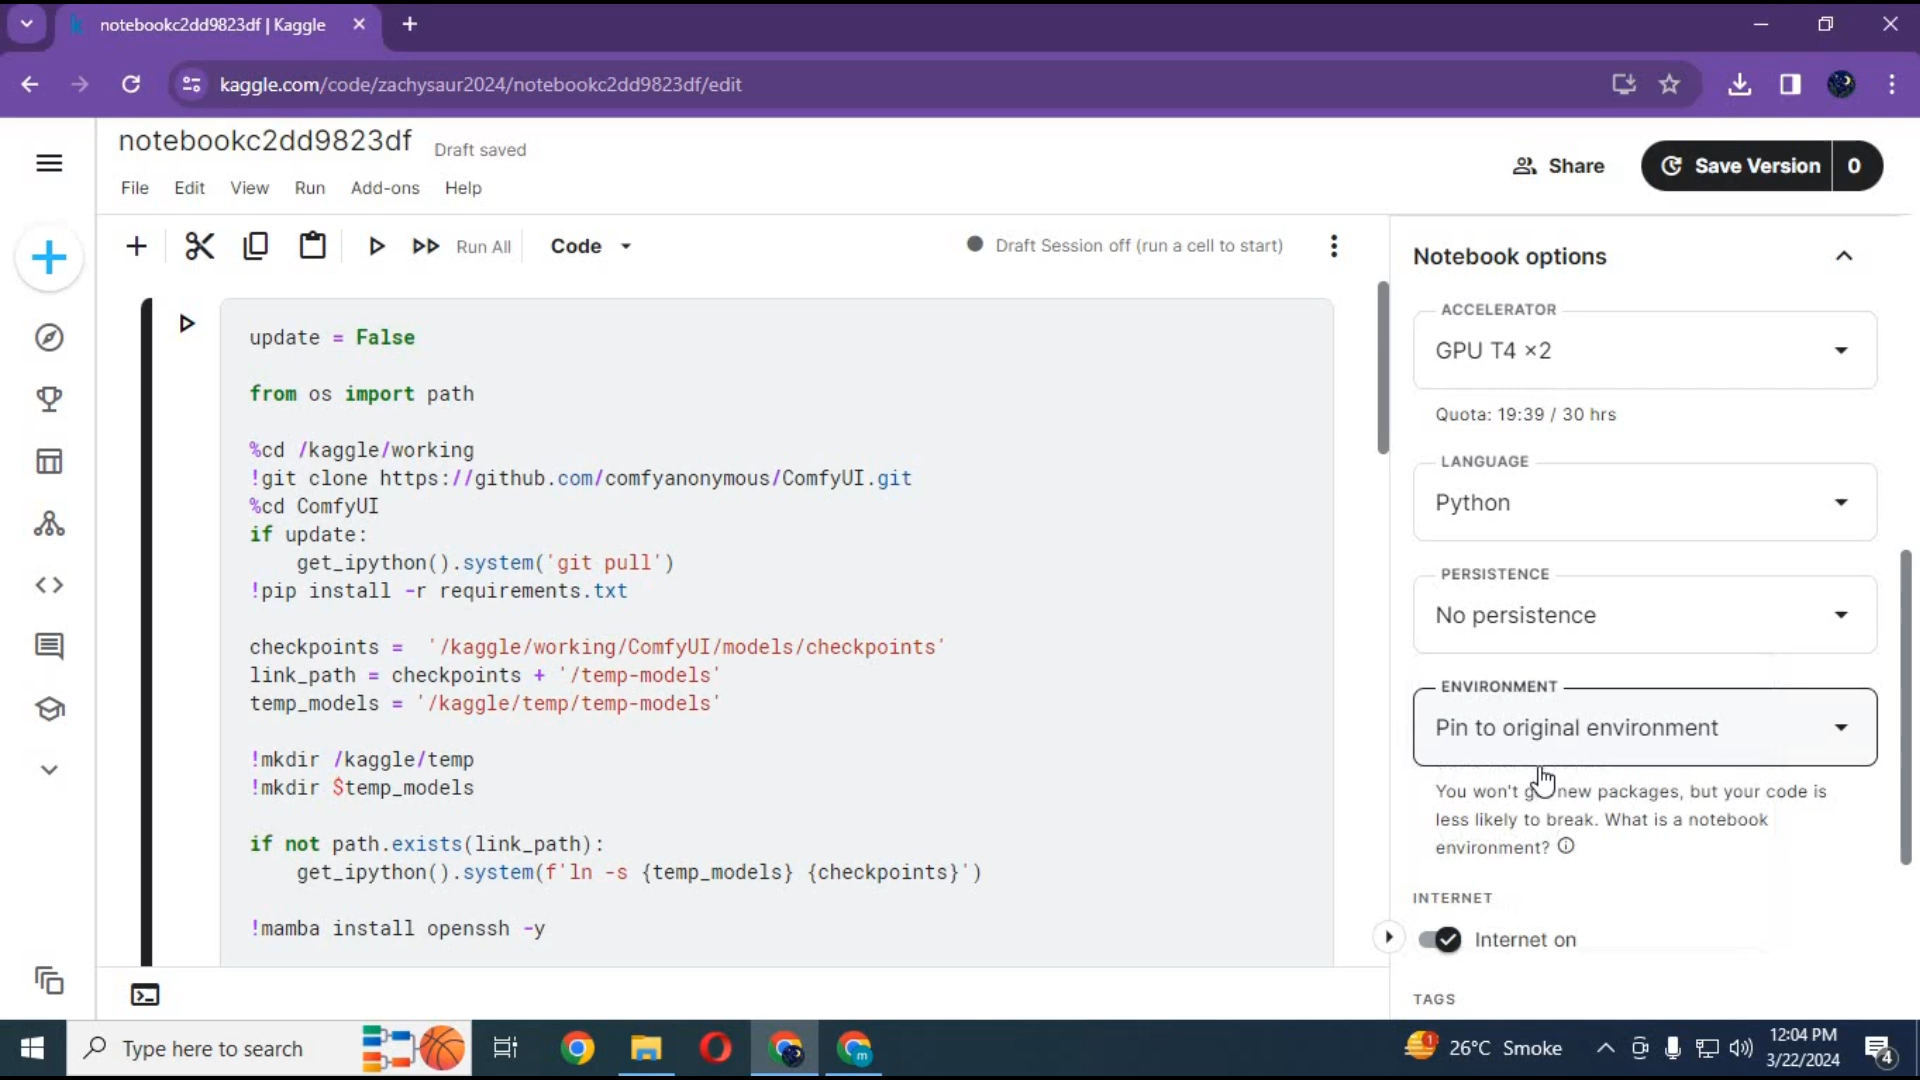 notebookc2dd9823df | Kaggle
kaggle.com/code/zachysaur2024/notebookc2dd9823df/edit
notebookc2dd9823df
Draft saved
File
Edit
View
Run
Add-ons
Help
Share
Save Version
0
Run All
Code
Draft Session off (run a cell to start)
update = False
from os import path
%cd /kaggle/working
!git clone https://github.com/comfyanonymous/ComfyUI.git
%cd ComfyUI
if update:
get_ipython().system('git pull')
!pip install -r requirements.txt
checkpoints =  '/kaggle/working/ComfyUI/models/checkpoints'
link_path = checkpoints + '/temp-models'
temp_models = '/kaggle/temp/temp-models'
!mkdir /kaggle/temp
!mkdir $temp_models
if not path.exists(link_path):
get_ipython().system(f'ln -s {temp_models} {checkpoints}')
!mamba install openssh -y
Notebook options
ACCELERATOR
GPU T4 ×2
Quota: 19:39 / 30 hrs
LANGUAGE
Python
PERSISTENCE
No persistence
ENVIRONMENT
Pin to original environment
You won't new packages, but your code is
less likely to break. What is a notebook
environment?
INTERNET
Internet on
TAGS
Type here to search
26°C Smoke
12:04 PM
3/22/2024
4